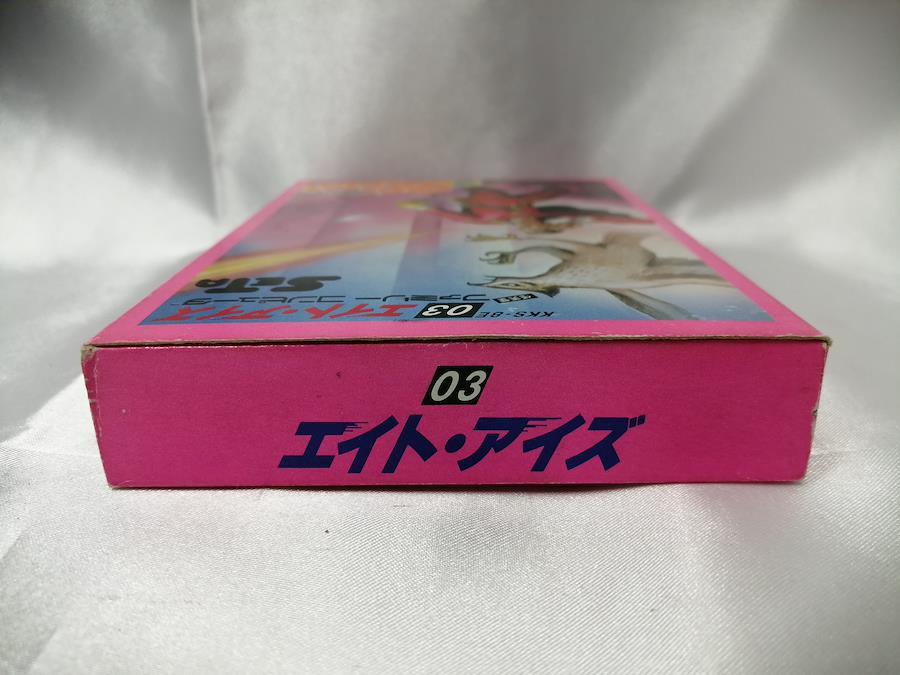 03
エイト・アイズ
KKS-8E
03 エイト・アイズ
ファミリー コンピュータ
SETA